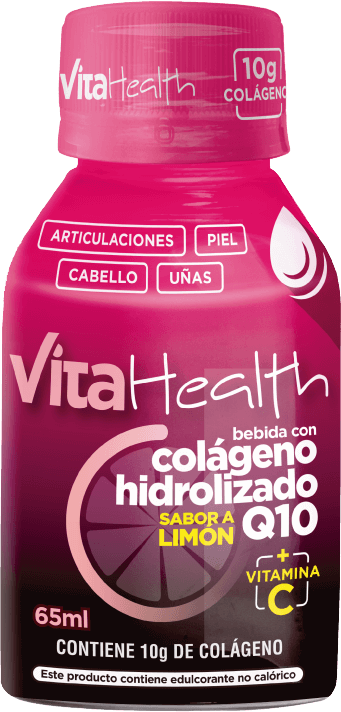 VitaHealth
10g
COLÁGENO
ARTICULACIONES
PIEL
CABELLO
UÑAS
VitaHealth
bebida con
colágeno
hidrolizado
SABOR A
LIMÓN
Q10
+
VITAMINA
C
65ml
CONTIENE 10g DE COLÁGENO
Este producto contiene edulcorante no calórico